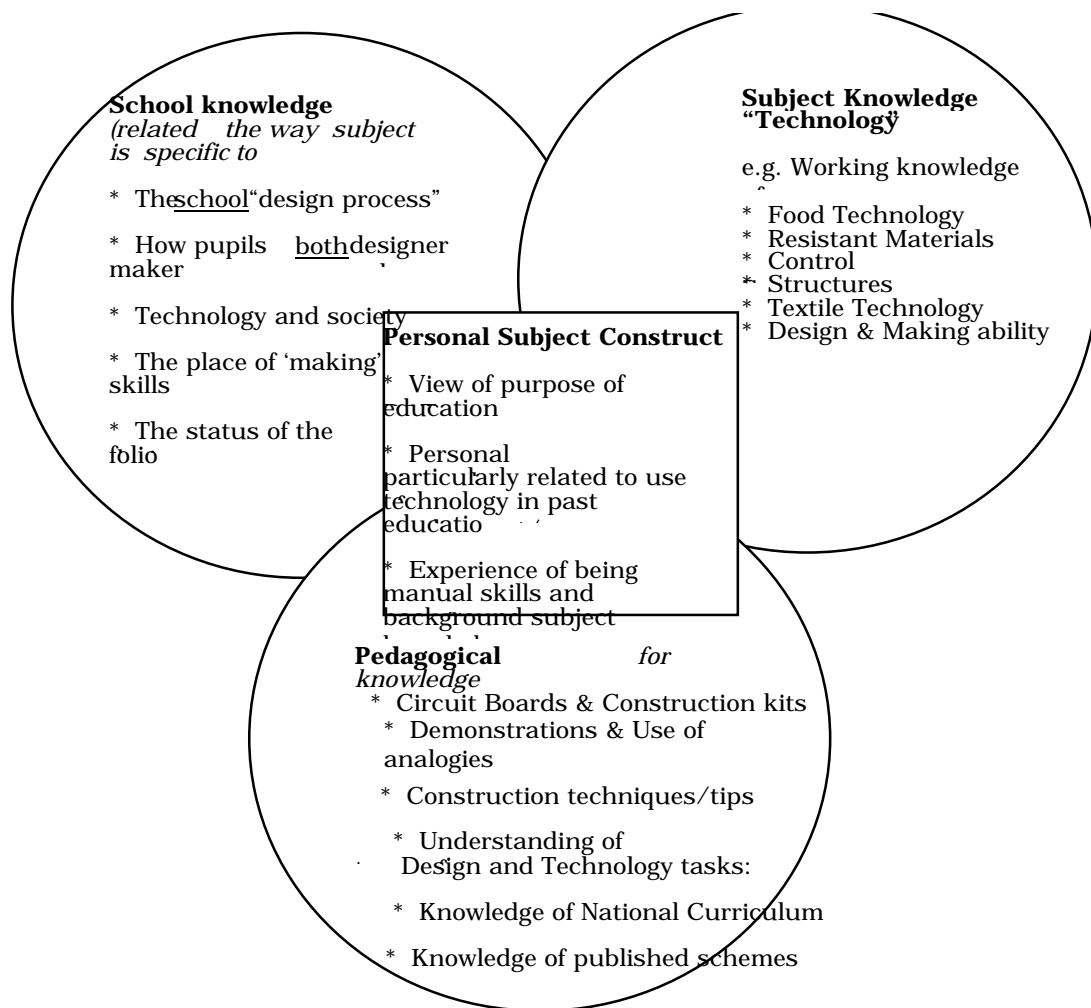 School knowledge
(related the way subject
is specific to
* The school “design process”
* How pupils both designer
maker
* Technology and society
* The place of ‘making’
skills
* The status of the
folio
Subject Knowledge
“Technology”
e.g. Working knowledge
* Food Technology
* Resistant Materials
* Control
* Structures
* Textile Technology
* Design & Making ability
Personal Subject Construct
* View of purpose of
education
* Personal
particularly related to use
technology in past
educatio
* Experience of being
manual skills and
background subject
Pedagogical for
knowledge
* Circuit Boards & Construction kits
* Demonstrations & Use of
analogies
* Construction techniques/tips
* Understanding of
Design and Technology tasks:
* Knowledge of National Curriculum
* Knowledge of published schemes